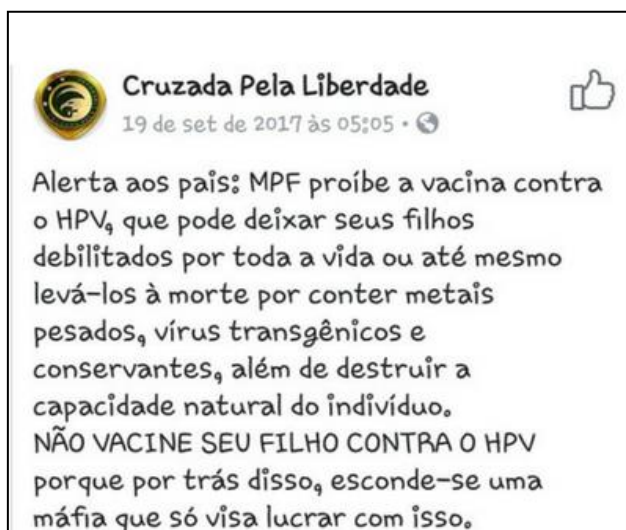 Cruzada Pela Liberdade
19 de set de 2017 às 05:05 •
Alerta aos pais: MPF proíbe a vacina contra
o HPV, que pode deixar seus filhos
debilitados por toda a vida ou até mesmo
levá-los à morte por conter metais
pesados, vírus transgênicos e
conservantes, além de destruir a
capacidade natural do indivíduo.
NÃO VACINE SEU FILHO CONTRA O HPV
porque por trás disso, esconde-se uma
máfia que só visa lucrar com isso.